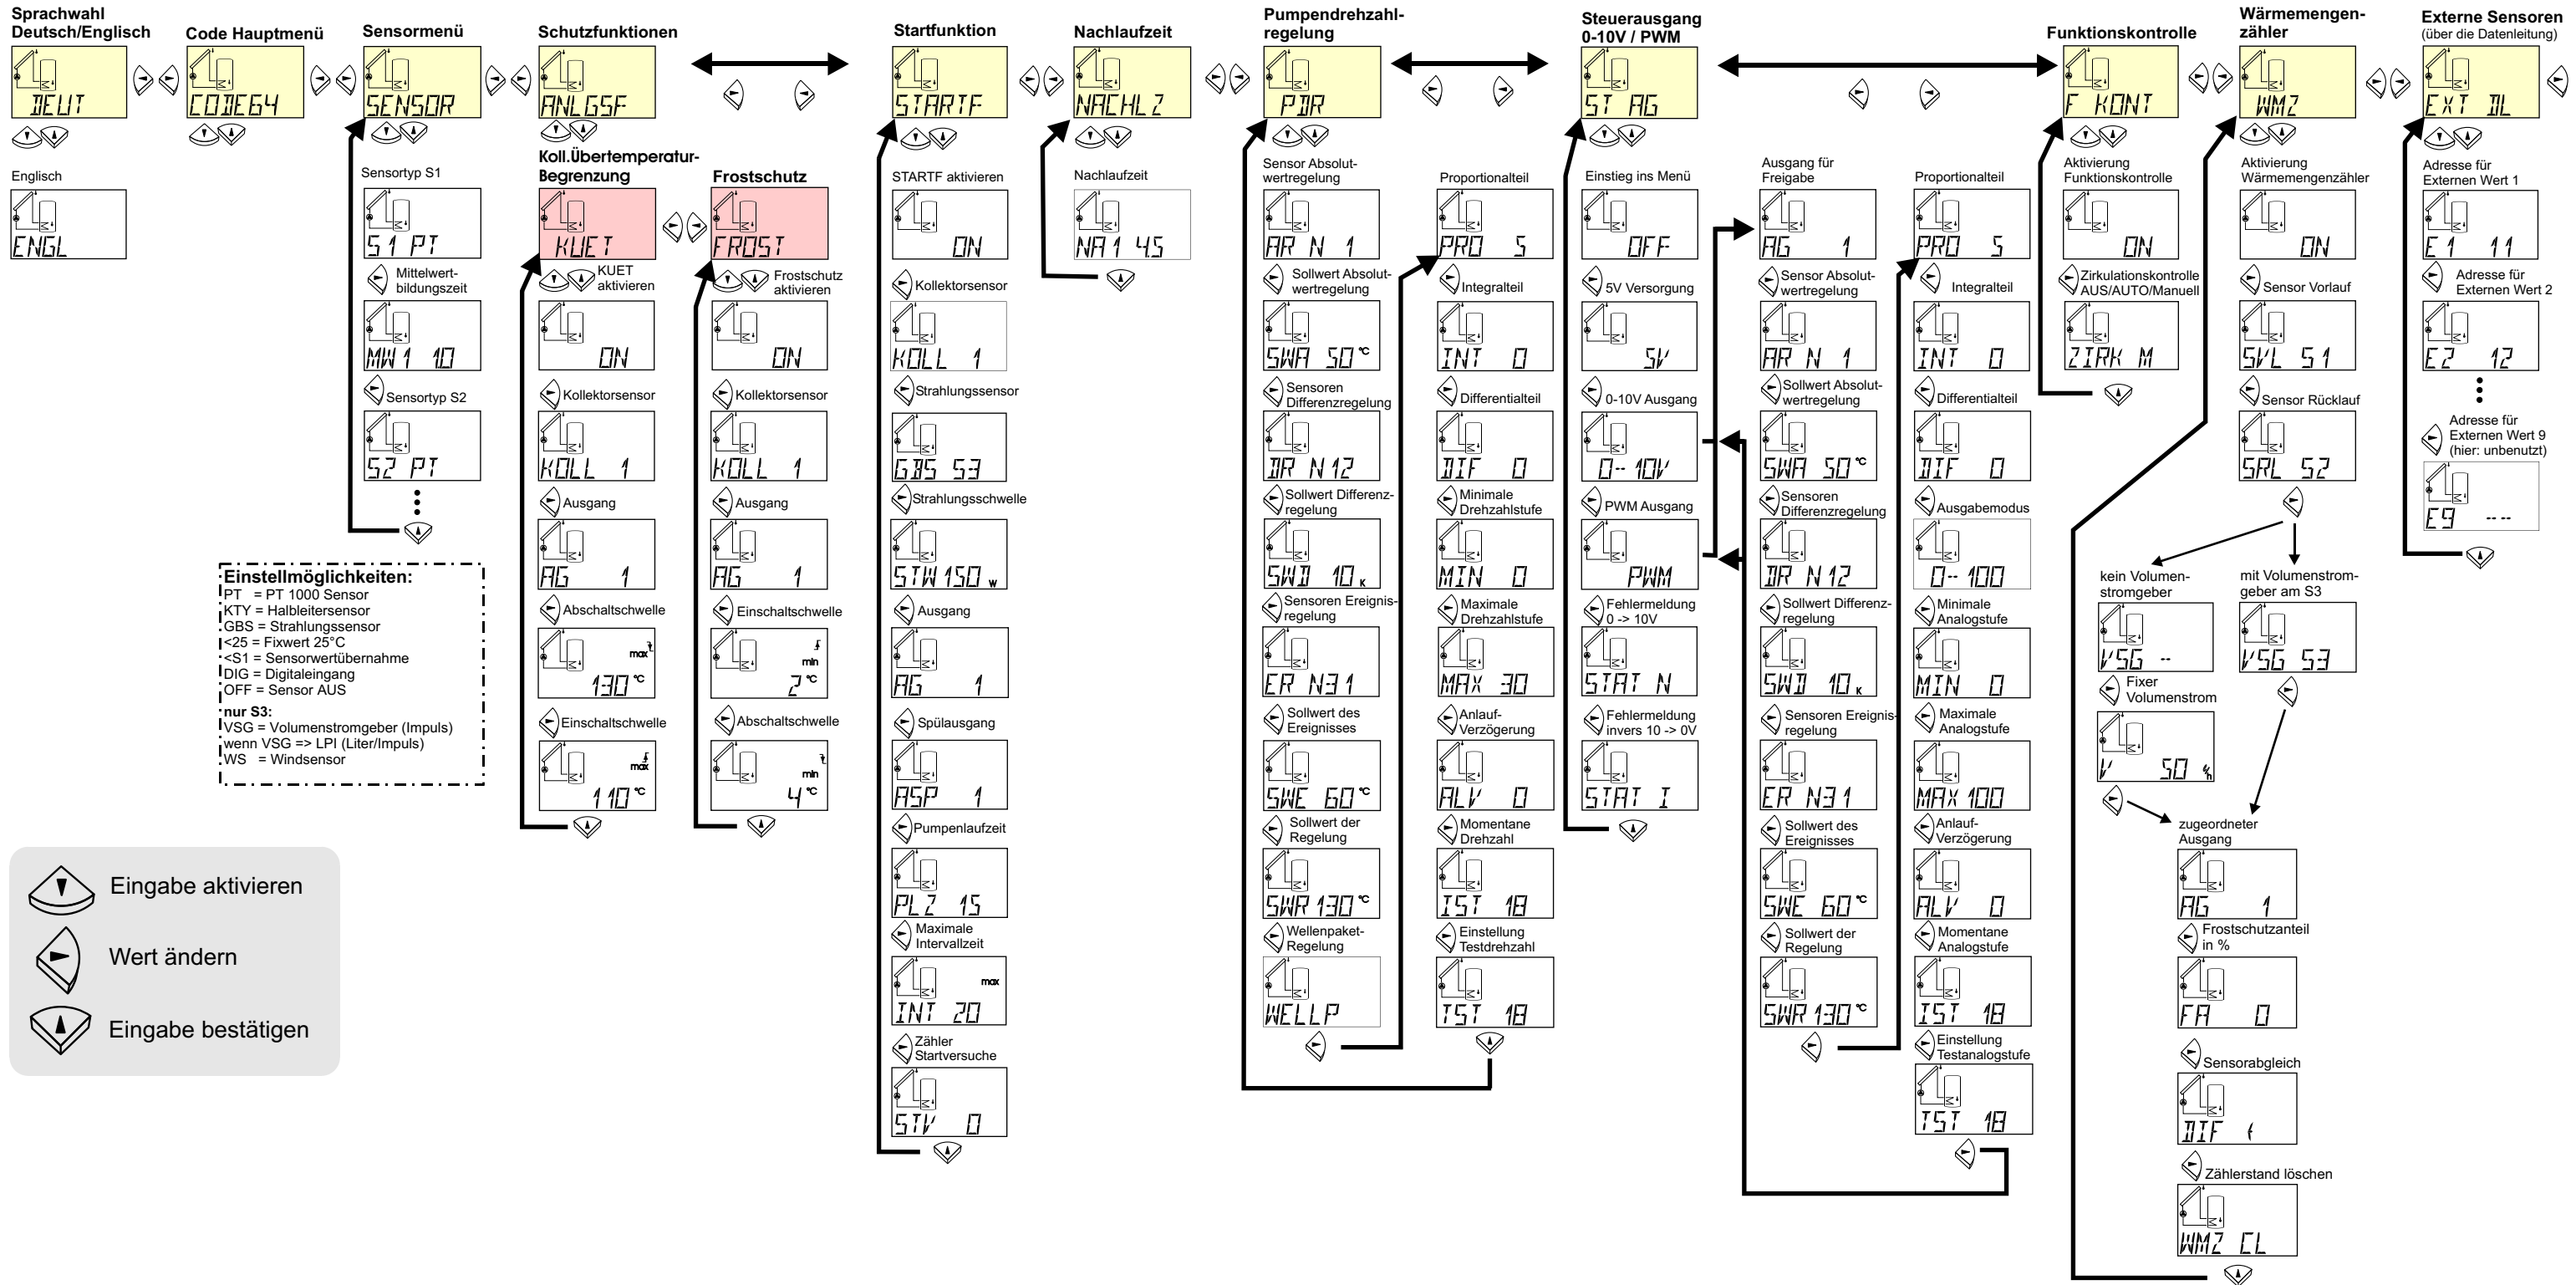 Sprachwahl
Deutsch/Englisch
DEUT
Englisch
ENGL
Code Hauptmenü
CODE64
Sensormenü
SENSOR
Sensortyp S1
S1 PT
Mittelwert-
bildungszeit
MW1 10
Sensortyp S2
S2 PT
Einstellmöglichkeiten:
PT = PT 1000 Sensor
KTY = Halbleitersensor
GBS = Strahlungssensor
<25 = Fixwert 25°C
<S1 = Sensorwertübernahme
DIG = Digitaleingang
OFF = Sensor AUS
nur S3:
VSG = Volumenstromgeber (Impuls)
wenn VSG => LPI (Liter/Impuls)
WS = Windsensor
Eingabe aktivieren
Wert ändern
Eingabe bestätigen
Schutzfunktionen
ANLGSF
Koll.Übertemperatur-
Begrenzung
KUET
KUET
aktivieren
ON
Kollektorsensor
KOLL 1
Ausgang
AG 1
Abschaltschwelle
max
130 °C
Einschaltschwelle
max
110 °C
Frostschutz
FROST
Frostschutz
aktivieren
ON
Kollektorsensor
KOLL 1
Ausgang
AG 1
Einschaltschwelle
min
2 °C
Abschaltschwelle
min
4 °C
Startfunktion
STARTF
STARTF aktivieren
ON
Kollektorsensor
KOLL 1
Strahlungssensor
GBS S3
Strahlungsschwelle
STW 150 W
Ausgang
AG 1
Spülausgang
ASP 1
Pumpenlaufzeit
PLZ 15
Maximale
Intervallzeit
max
INT 20
Zähler
Startversuche
STV 0
Nachlaufzeit
NACHLZ
Nachlaufzeit
NA1 45
Pumpendrehzahl-
regelung
PDR
Sensor Absolut-
wertregelung
AR N 1
Sollwert Absolut-
wertregelung
SWA 50 °C
Sensoren
Differenzregelung
DR N12
Sollwert Differenz-
regelung
SWD 10 K
Sensoren Ereignis-
regelung
ER N31
Sollwert des
Ereignisses
SWE 60 °C
Sollwert der
Regelung
SWR 130 °C
Wellenpaket-
Regelung
WELLP
Proportionalteil
PRO 5
Integralteil
INT 0
Differentialteil
DIF 0
Minimale
Drehzahlstufe
MIN 0
Maximale
Drehzahlstufe
MAX 30
Anlauf-
Verzögerung
ALV 0
Momentane
Drehzahl
IST 18
Einstellung
Testdrehzahl
TST 18
Steuerausgang
0-10V / PWM
ST AG
Einstieg ins Menü
OFF
5V Versorgung
5V
0-10V Ausgang
0--10V
PWM Ausgang
PWM
Fehlermeldung
0 -> 10V
STAT N
Fehlermeldung
invers 10 -> 0V
STAT I
Ausgang für
Freigabe
AG 1
Sensor Absolut-
wertregelung
AR N 1
Sollwert Absolut-
wertregelung
SWA 50 °C
Sensoren
Differenzregelung
DR N12
Sollwert Differenz-
regelung
SWD 10 K
Sensoren Ereignis-
regelung
ER N31
Sollwert des
Ereignisses
SWE 60 °C
Sollwert der
Regelung
SWR 130 °C
Proportionalteil
PRO 5
Integralteil
INT 0
Differentialteil
DIF 0
Ausgabemodus
0--100
Minimale
Analogstufe
MIN 0
Maximale
Analogstufe
MAX 100
Anlauf-
Verzögerung
ALV 0
Momentane
Analogstufe
IST 18
Einstellung
Testanalogstufe
TST 18
Funktionskontrolle
F KONT
Aktivierung
Funktionskontrolle
ON
Zirkulationskontrolle
AUS/AUTO/Manuell
ZIRK M
Wärmemengen-
zähler
WMZ
Aktivierung
Wärmemengenzähler
ON
Sensor Vorlauf
SVL S1
Sensor Rücklauf
SRL S2
kein Volumen-
stromgeber
VSG --
Fixer
Volumenstrom
V 50 l/h
mit Volumenstrom-
geber am S3
VSG S3
zugeordneter
Ausgang
AG 1
Frostschutzanteil
in %
FA 0
Sensorabgleich
DIF
Zählerstand löschen
WMZ CL
Externe Sensoren
(über die Datenleitung)
EXT DL
Adresse für
Externen Wert 1
E1 11
Adresse für
Externen Wert 2
E2 12
Adresse für
Externen Wert 9
(hier: unbenutzt)
E9 --